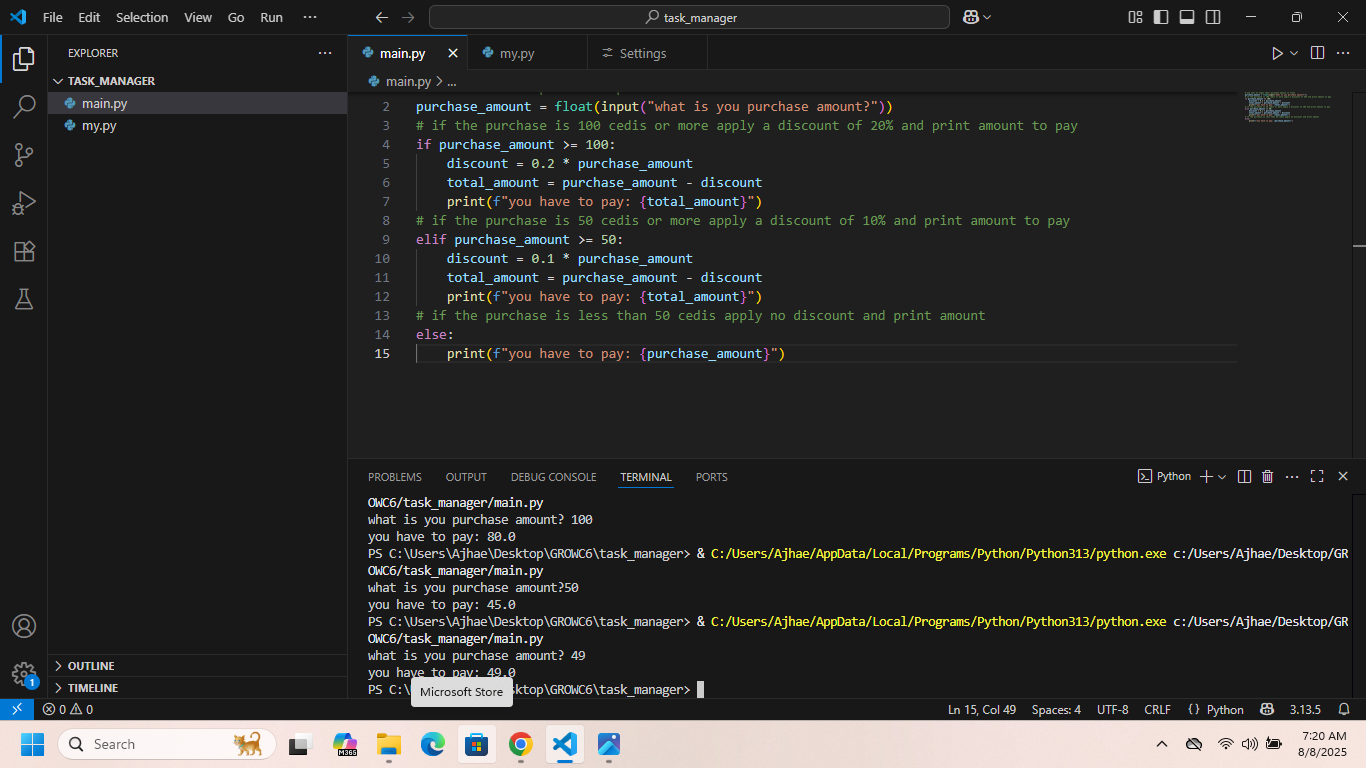 File Edit Selection View Go Run ···
task_manager
EXPLORER ···
TASK_MANAGER
main.py
my.py
OUTLINE
TIMELINE
main.py my.py Settings
main.py > ...
2 purchase_amount = float(input("what is you purchase amount?"))
3 # if the purchase is 100 cedis or more apply a discount of 20% and print amount to pay
4 if purchase_amount >= 100:
5 discount = 0.2 * purchase_amount
6 total_amount = purchase_amount - discount
7 print(f"you have to pay: {total_amount}")
8 # if the purchase is 50 cedis or more apply a discount of 10% and print amount to pay
9 elif purchase_amount >= 50:
10 discount = 0.1 * purchase_amount
11 total_amount = purchase_amount - discount
12 print(f"you have to pay: {total_amount}")
13 # if the purchase is less than 50 cedis apply no discount and print amount
14 else:
15 print(f"you have to pay: {purchase_amount}")
PROBLEMS OUTPUT DEBUG CONSOLE TERMINAL PORTS Python
OWC6/task_manager/main.py
what is you purchase amount? 100
you have to pay: 80.0
PS C:\Users\Ajhae\Desktop\GROWC6\task_manager> & C:/Users/Ajhae/AppData/Local/Programs/Python/Python313/python.exe c:/Users/Ajhae/Desktop/GR
OWC6/task_manager/main.py
what is you purchase amount?50
you have to pay: 45.0
PS C:\Users\Ajhae\Desktop\GROWC6\task_manager> & C:/Users/Ajhae/AppData/Local/Programs/Python/Python313/python.exe c:/Users/Ajhae/Desktop/GR
OWC6/task_manager/main.py
what is you purchase amount? 49
you have to pay: 49.0
PS C:\ sktop\GROWC6\task_manager>
Microsoft Store
1
0 0 Ln 15, Col 49 Spaces: 4 UTF-8 CRLF {} Python 3.13.5
Search
M365
7:20 AM
8/8/2025